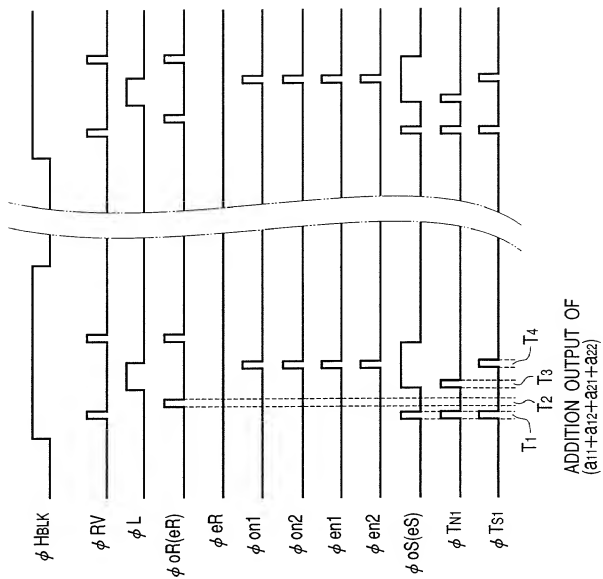 φ HBLK
φ RV
φ L
φ oR(eR)
φ eR
φ on1
φ on2
φ en1
φ en2
φ oS(eS)
φ TN1
φ TS1
T1
T2
T3
T4
ADDITION OUTPUT OF
(a11+a12+a21+a22)